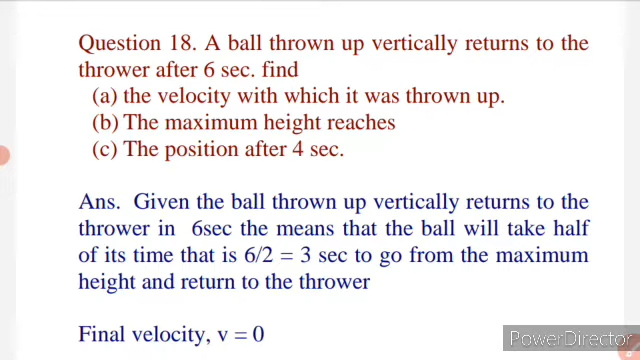 Question 18. A ball thrown up vertically returns to the
thrower after 6 sec. find
(a) the velocity with which it was thrown up.
(b) The maximum height reaches
(c) The position after 4 sec.
Ans. Given the ball thrown up vertically returns to the
thrower in 6sec the means that the ball will take half
of its time that is 6/2 = 3 sec to go from the maximum
height and return to the thrower
Final velocity, v = 0
PowerDirector